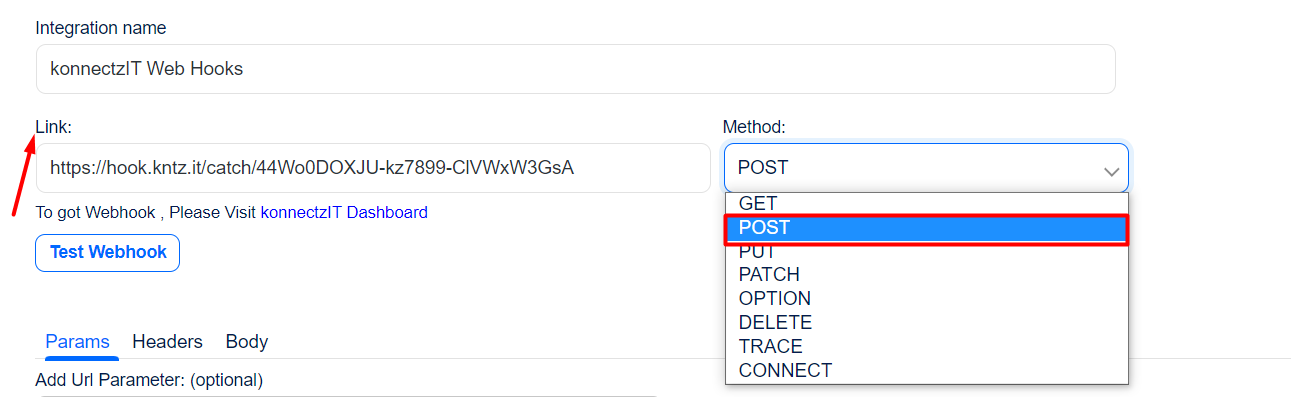 Integration name
konnectzIT Web Hooks
Link:
Method:
https://hook.kntz.it/catch/44Wo0DOXJU-kz7899-ClVWxW3GsA
POST
To got Webhook , Please Visit konnectzIT Dashboard
Test Webhook
GET
POST
PUT
PATCH
OPTION
DELETE
TRACE
CONNECT
Params Headers Body
Add Url Parameter: (optional)